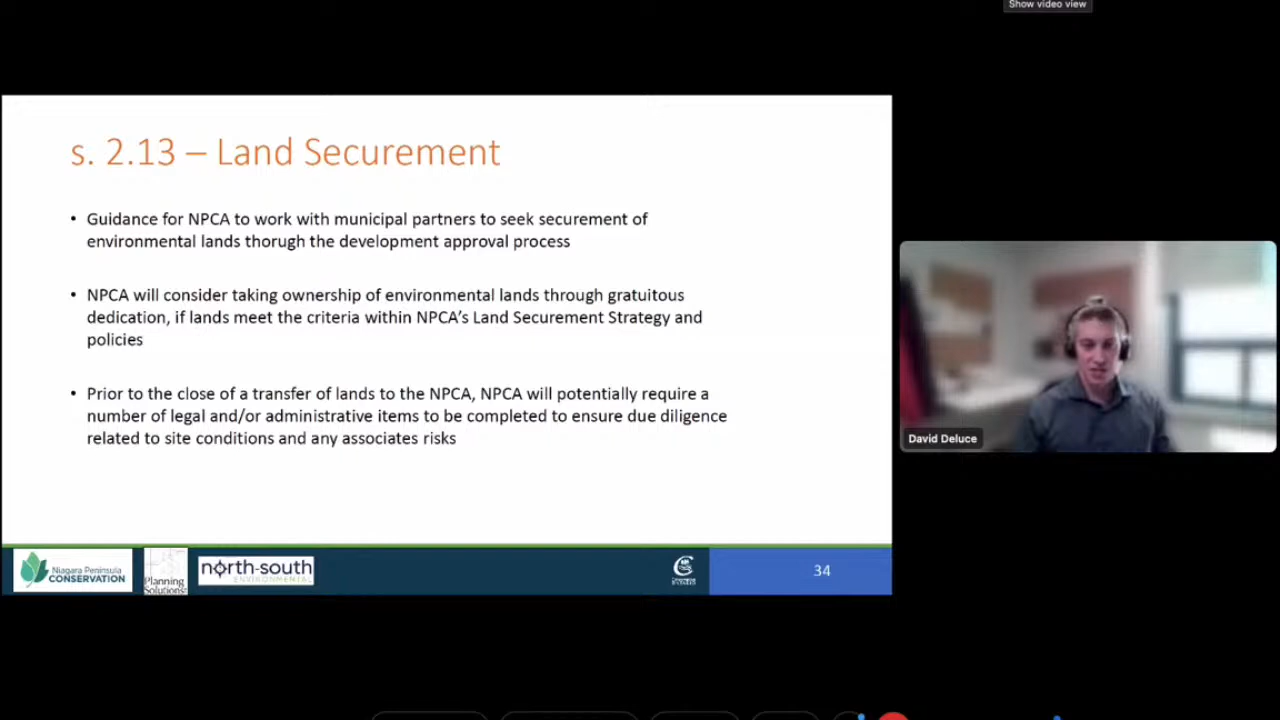 Show video view
s. 2.13 – Land Securement
• Guidance for NPCA to work with municipal partners to seek securement of
environmental lands thorugh the development approval process
• NPCA will consider taking ownership of environmental lands through gratuitous
dedication, if lands meet the criteria within NPCA’s Land Securement Strategy and
policies
• Prior to the close of a transfer of lands to the NPCA, NPCA will potentially require a
number of legal and/or administrative items to be completed to ensure due diligence
related to site conditions and any associates risks
David Deluce
Niagara Peninsula
CONSERVATION
Planning
Solutions
north-south
ENVIRONMENTAL
34